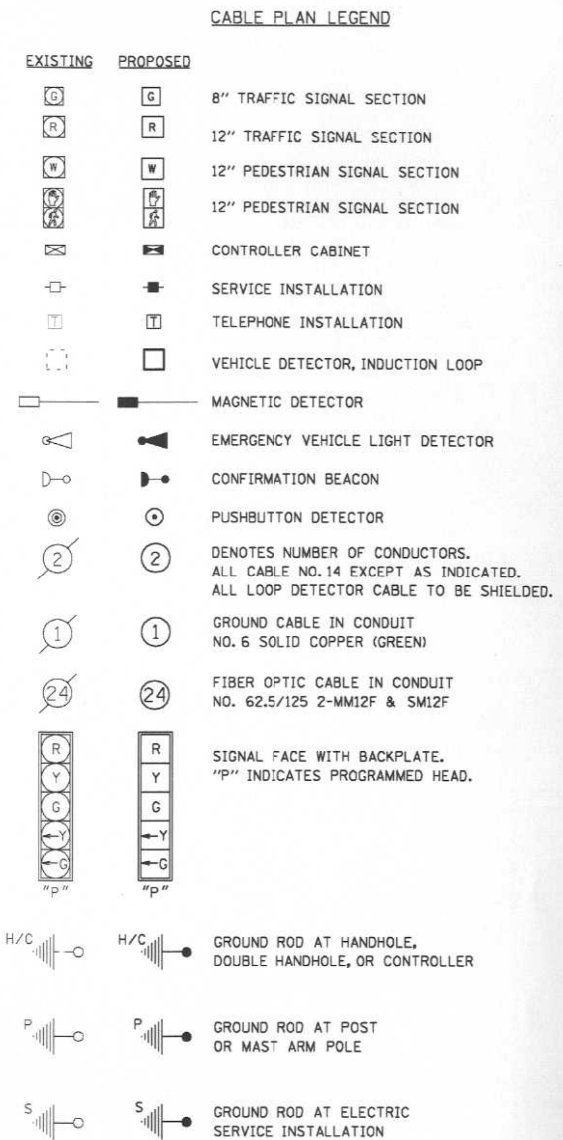 CABLE PLAN LEGEND
EXISTING PROPOSED
G G 8" TRAFFIC SIGNAL SECTION
R R 12" TRAFFIC SIGNAL SECTION
W W 12" PEDESTRIAN SIGNAL SECTION
12" PEDESTRIAN SIGNAL SECTION
CONTROLLER CABINET
SERVICE INSTALLATION
T T TELEPHONE INSTALLATION
VEHICLE DETECTOR, INDUCTION LOOP
MAGNETIC DETECTOR
EMERGENCY VEHICLE LIGHT DETECTOR
CONFIRMATION BEACON
PUSHBUTTON DETECTOR
2 2 DENOTES NUMBER OF CONDUCTORS.
ALL CABLE NO. 14 EXCEPT AS INDICATED.
ALL LOOP DETECTOR CABLE TO BE SHIELDED.
1 1 GROUND CABLE IN CONDUIT
NO. 6 SOLID COPPER (GREEN)
24 24 FIBER OPTIC CABLE IN CONDUIT
NO. 62.5/125 2-MM12F & SM12F
R R SIGNAL FACE WITH BACKPLATE.
Y Y "P" INDICATES PROGRAMMED HEAD.
G G
←Y ←Y
←G ←G
"P" "P"
H/C H/C GROUND ROD AT HANDHOLE,
DOUBLE HANDHOLE, OR CONTROLLER
P P GROUND ROD AT POST
OR MAST ARM POLE
S S GROUND ROD AT ELECTRIC
SERVICE INSTALLATION